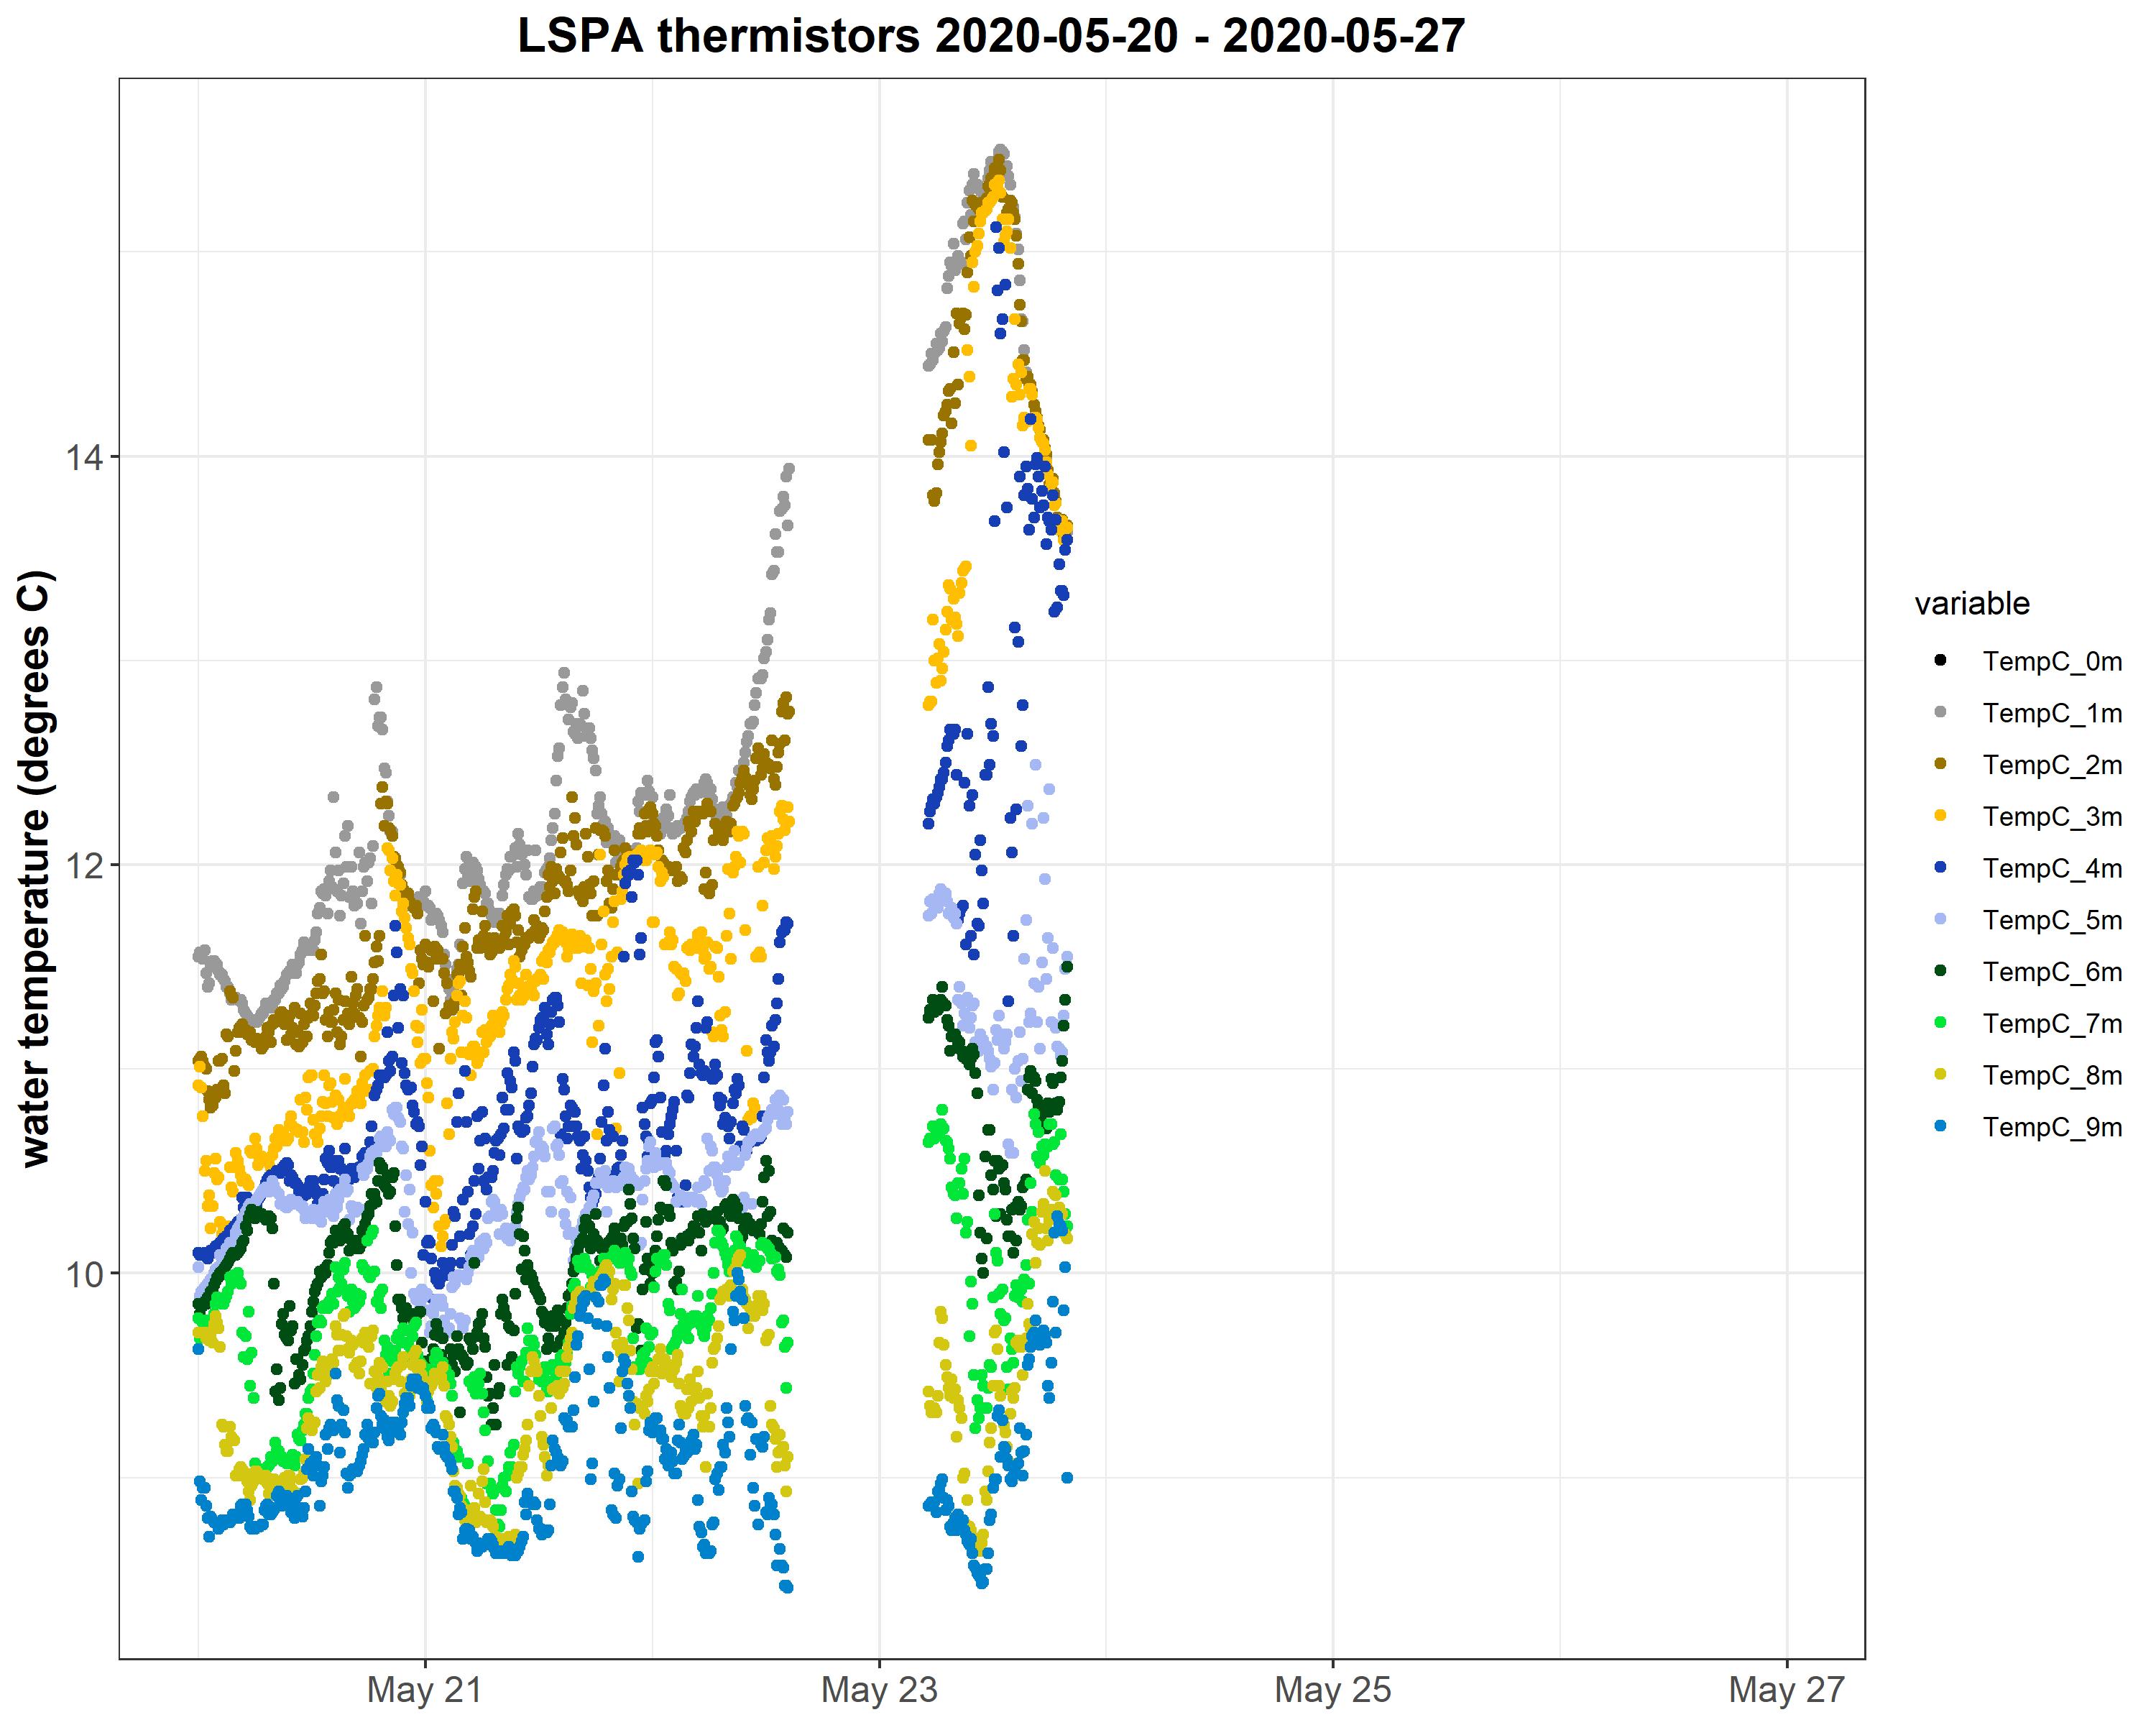 LSPA thermistors 2020-05-20 - 2020-05-27
water temperature (degrees C)
14
12
10
May 21
May 23
May 25
May 27
variable
TempC_0m
TempC_1m
TempC_2m
TempC_3m
TempC_4m
TempC_5m
TempC_6m
TempC_7m
TempC_8m
TempC_9m